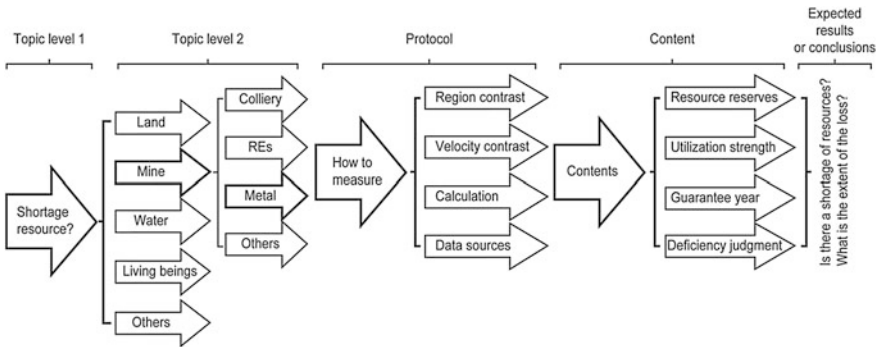 Topic level 1
Topic level 2
Protocol
Content
Expected
results
or conclusions
Shortage
resource?
Land
Mine
Water
Living beings
Others
Colliery
REs
Metal
Others
How to
measure
Region contrast
Velocity contrast
Calculation
Data sources
Contents
Resource reserves
Utilization strength
Guarantee year
Deficiency judgment
Is there a shortage of resources?
What is the extent of the loss?